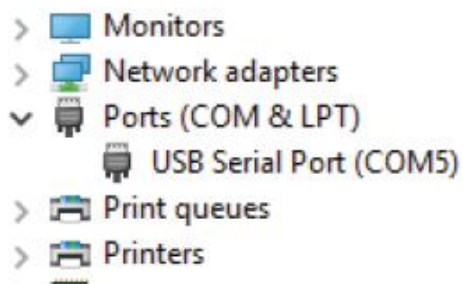 Monitors
Network adapters
Ports (COM & LPT)
USB Serial Port (COM5)
Print queues
Printers